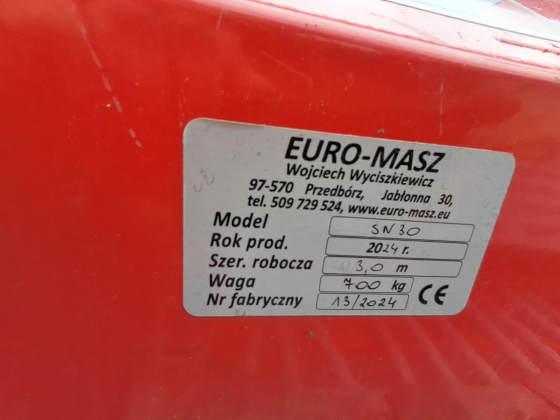 EURO-MASZ
Wojciech Wyciszkiewicz
97-570 Przedbórz, Jabłonna 30,
tel. 509 729 524, www.euro-masz.eu
Model SN30
Rok prod. 2024 r.
Szer. robocza 3,0 m
Waga 700 kg
Nr fabryczny 13/2024 CE